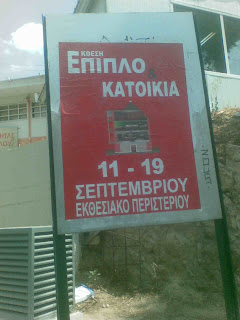 ΕΚΘΕΣΗ
ΕΠΙΠΛΟ &
ΚΑΤΟΙΚΙΑ
11 - 19
ΣΕΠΤΕΜΒΡΙΟΥ
ΕΚΘΕΣΙΑΚΟ ΠΕΡΙΣΤΕΡΙΟΥ